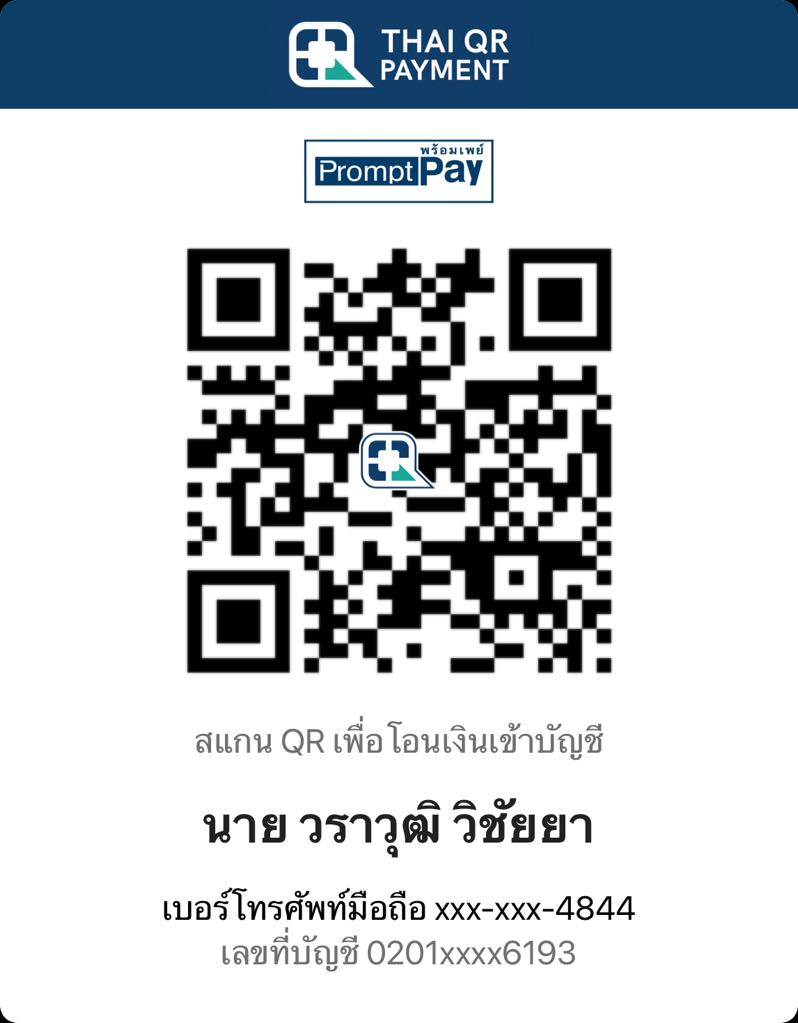 THAI QR
PAYMENT
พร้อมเพย์
PromptPay
สแกน QR เพื่อโอนเงินเข้าบัญชี
นาย วราวุฒิ วิชัยยา
เบอร์โทรศัพท์มือถือ xxx-xxx-4844
เลขที่บัญชี 0201xxxx6193